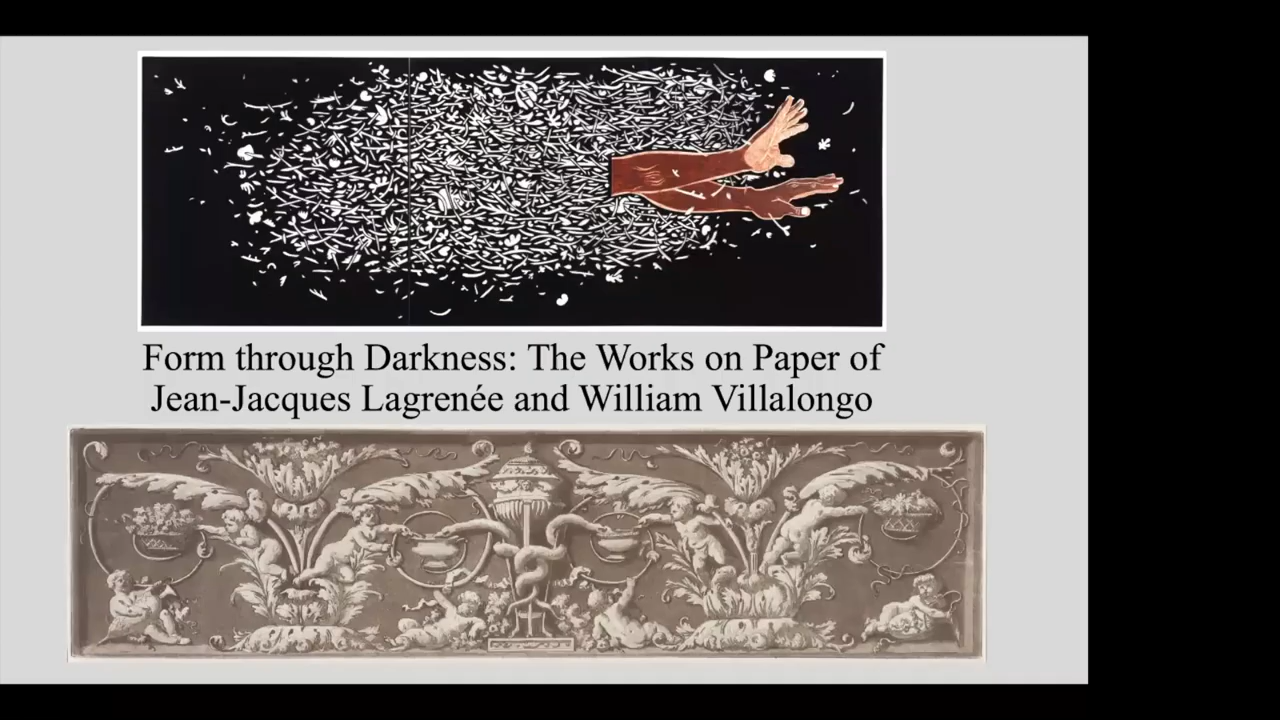 Form through Darkness: The Works on Paper of
Jean-Jacques Lagrenée and William Villalongo